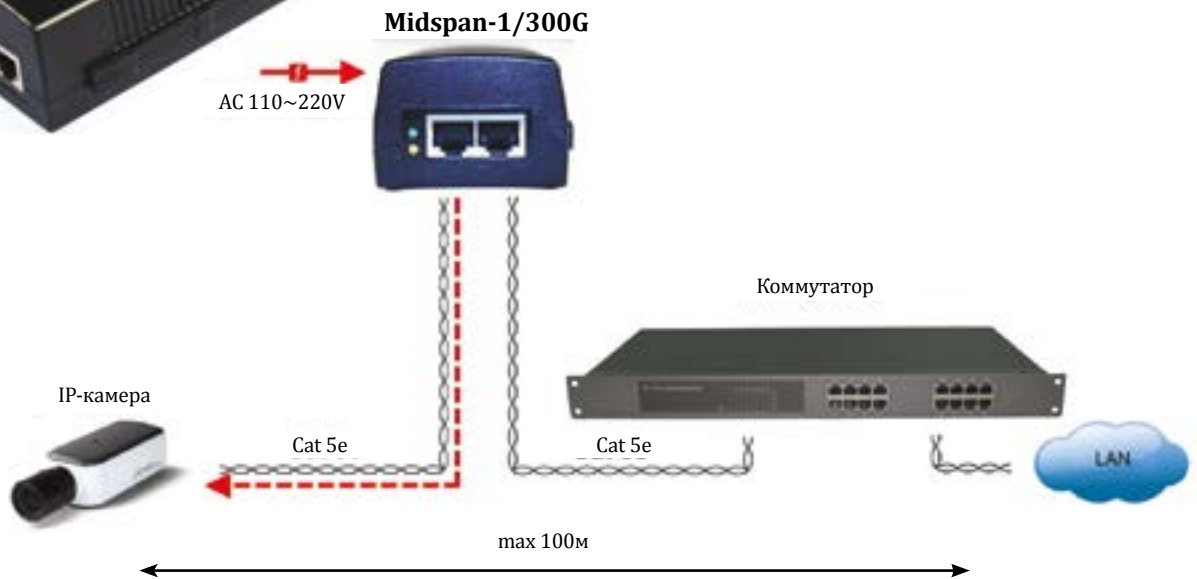 Midspan-1/300G
AC 110~220V
Коммутатор
IP-камера
Cat 5e
Cat 5e
LAN
max 100м